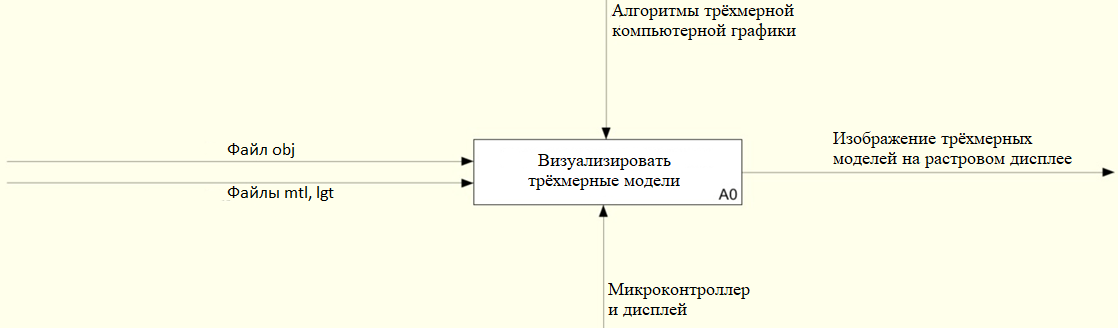 Алгоритмы трёхмерной
компьютерной графики
Файл obj
Файлы mtl, lgt
Визуализировать
трёхмерные модели
A0
Изображение трёхмерных
моделей на растровом дисплее
Микроконтроллер
и дисплей